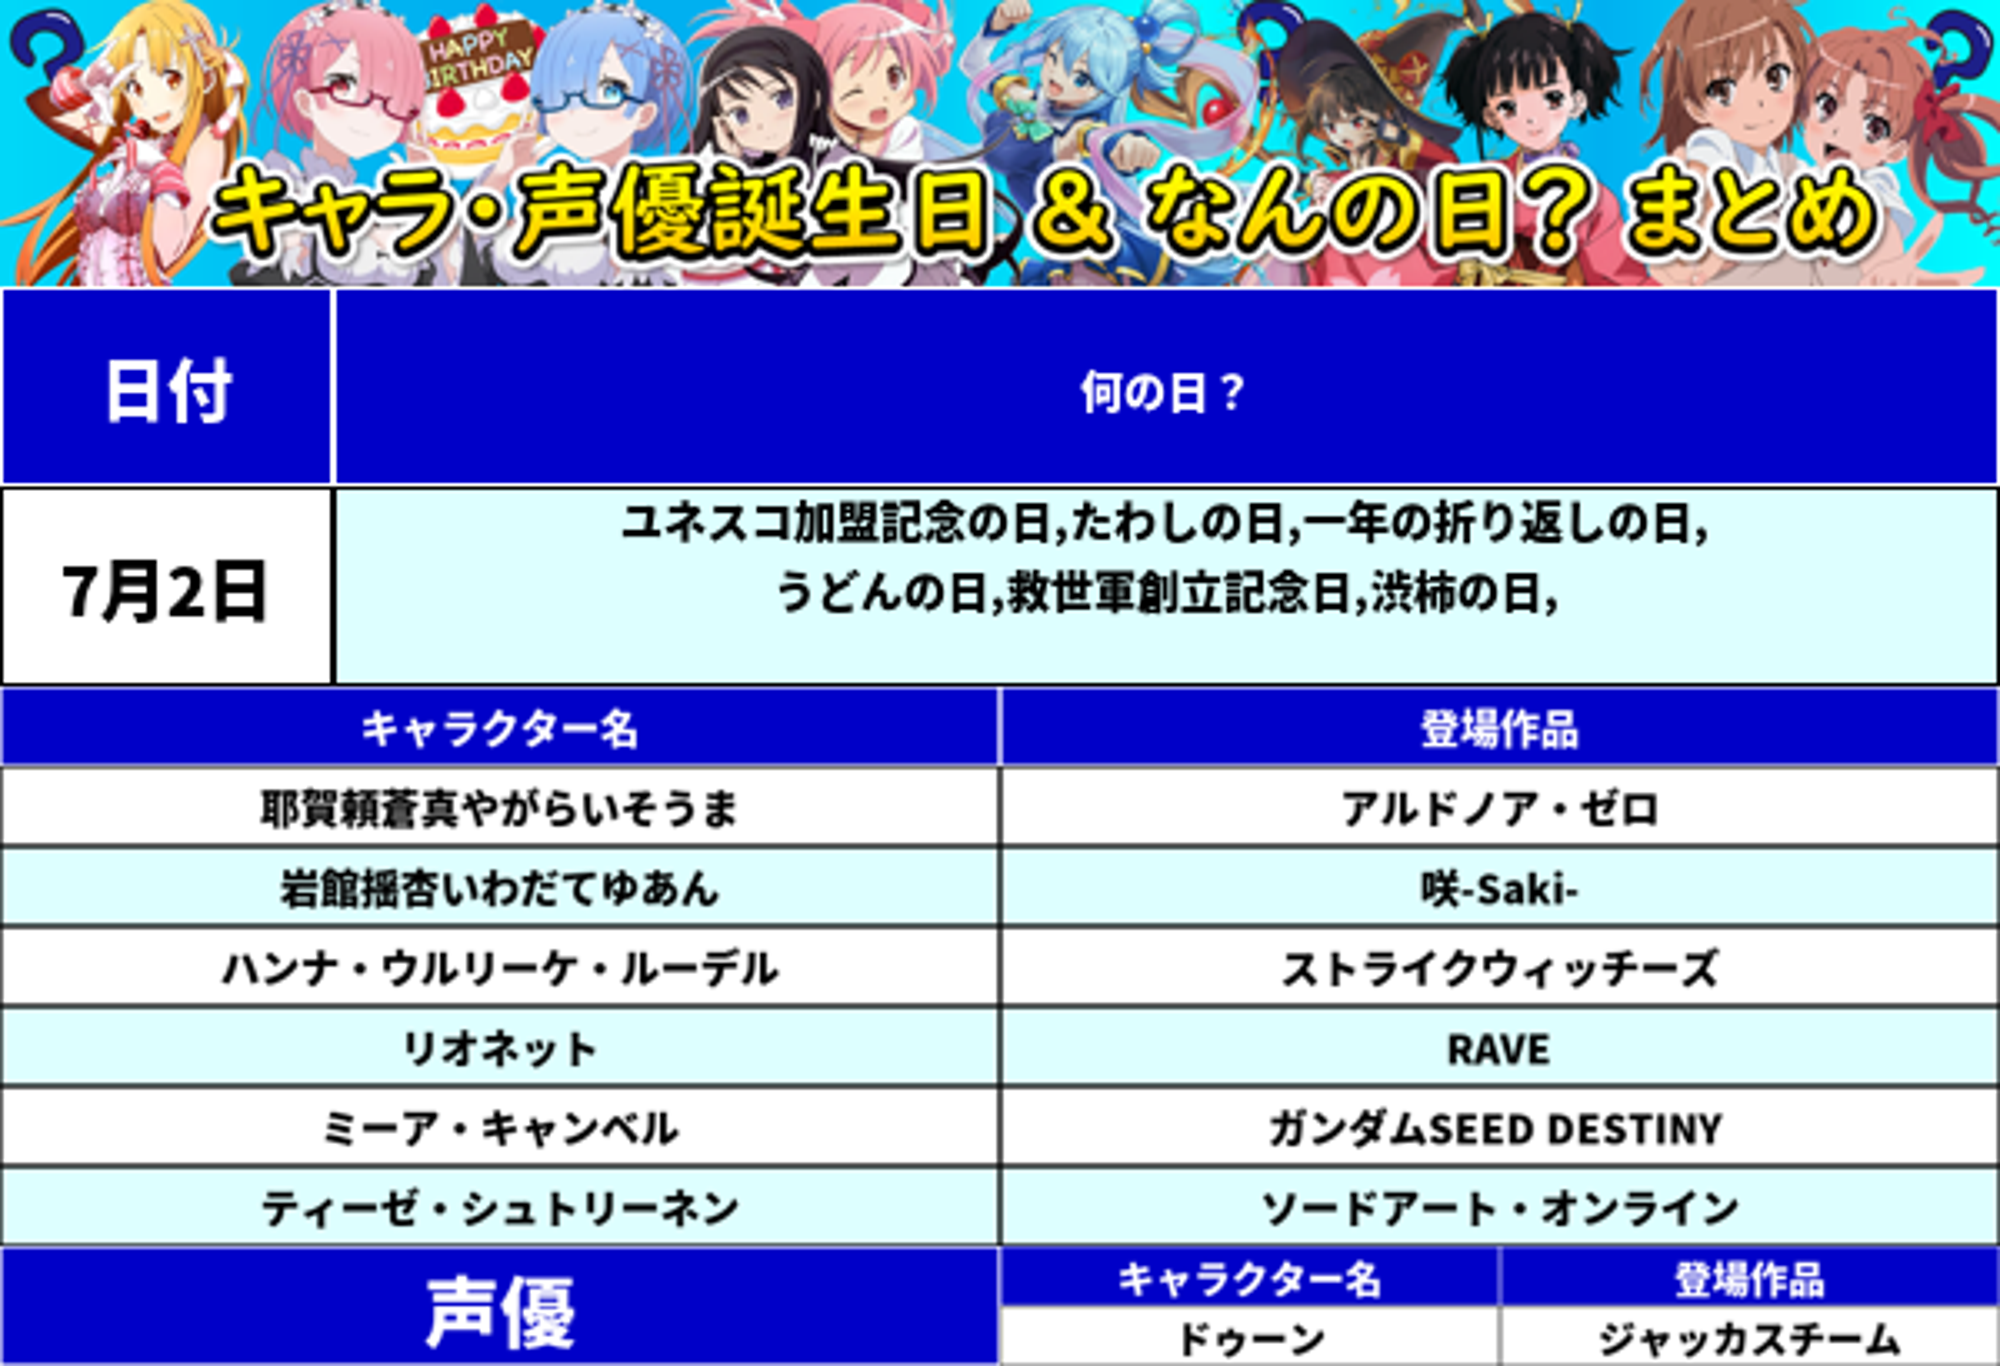 HAPPY
BIRTHDAY
キャラ・声優誕生日 & なんの日? まとめ
日付
何の日？
ユネスコ加盟記念の日,たわしの日,一年の折り返しの日,
7月2日
うどんの日,救世軍創立記念日,渋柿の日,
キャラクター名
登場作品
耶賀頼蒼真やがらいそうま
アルドノア・ゼロ
岩館揺杏いわだてゆあん
咲-Saki-
ハンナ・ウルリーケ・ルーデル
ストライクウィッチーズ
リオネット
RAVE
ミーア・キャンベル
ガンダムSEED DESTINY
ティーゼ・シュトリーネン
ソードアート・オンライン
声優
キャラクター名
登場作品
ドゥーン
ジャッカスチーム